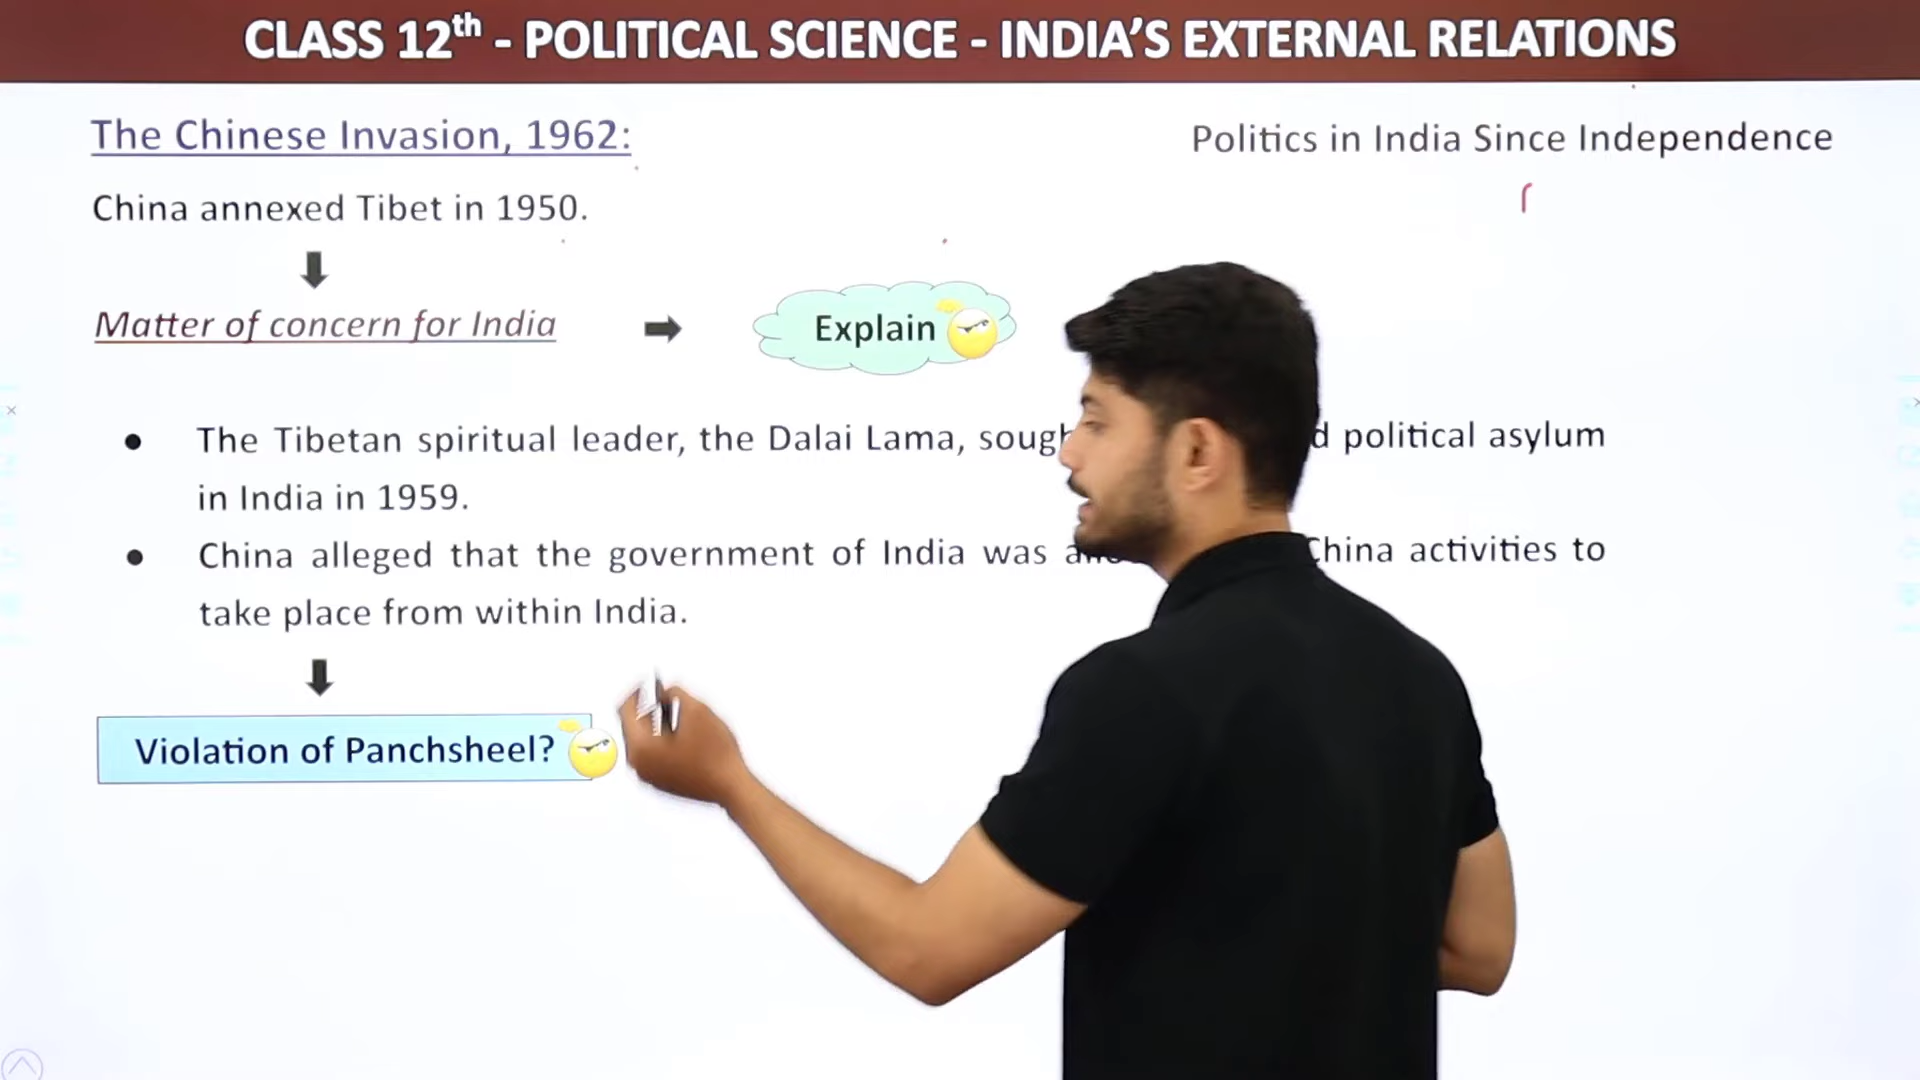 CLASS 12th - POLITICAL SCIENCE - INDIA'S EXTERNAL RELATIONS
The Chinese Invasion, 1962:
Politics in India Since Independence
China annexed Tibet in 1950.
Matter of concern for India
Explain
The Tibetan spiritual leader, the Dalai Lama, political asylum
in India in 1959.
China alleged that the government of India was China activities to
take place from within India.
Violation of Panchsheel?